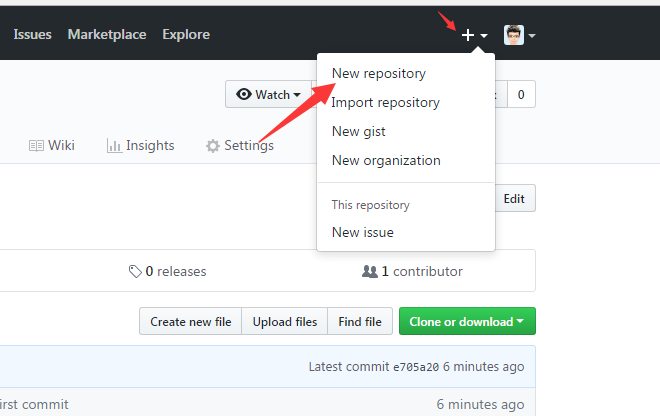 Issues Marketplace Explore
New repository
Watch
0
Import repository
New gist
Wiki Insights Settings
New organization
Edit
This repository
New issue
0 releases 1 contributor
Create new file Upload files Find file Clone or download
Latest commit e705a20 6 minutes ago
irst commit 6 minutes ago